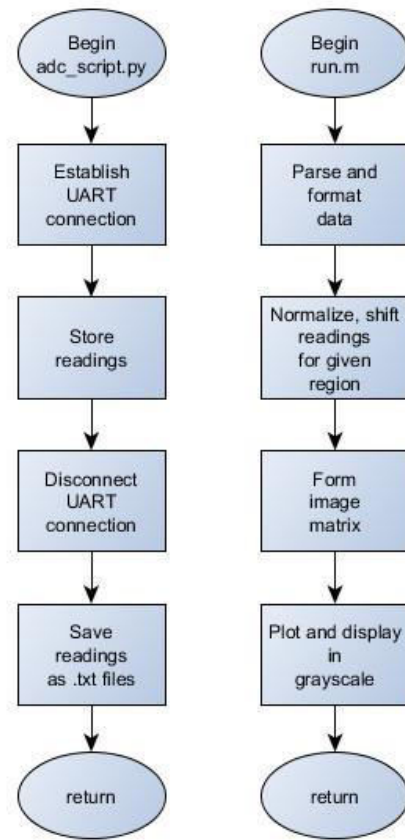 Begin
adc_script.py
Establish
UART
connection
Store
readings
Disconnect
UART
connection
Save
readings
as .txt files
return
Begin
run.m
Parse and
format
data
Normalize, shift
readings
for given
region
Form
image
matrix
Plot and display
in
grayscale
return